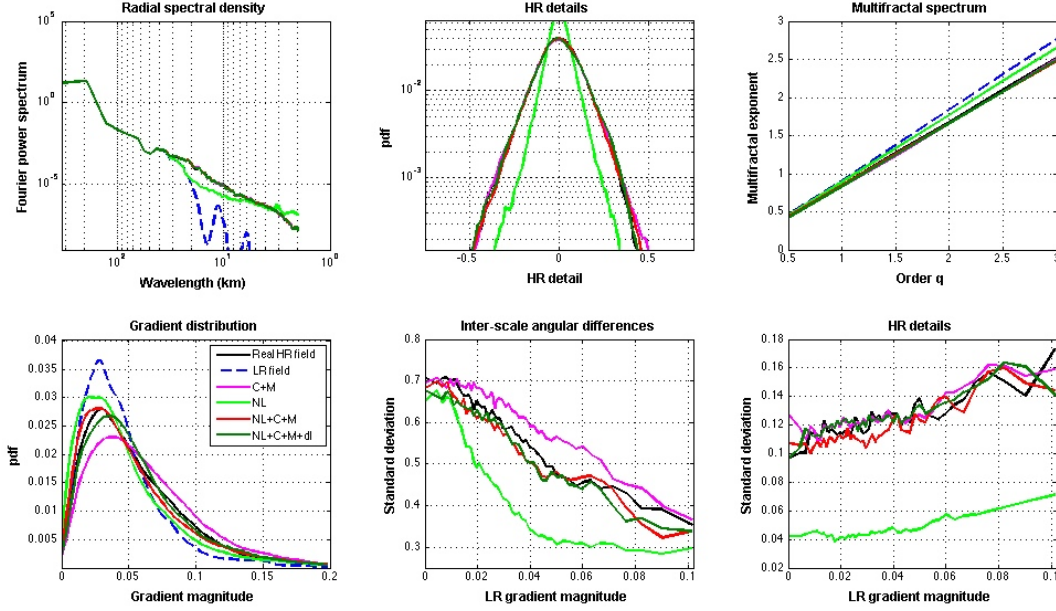 Radial spectral density
10^5
10^0
10^-5
Fourier power spectrum
10^2
10^1
10^0
Wavelength (km)
HR details
10^-2
10^-3
pdf
-0.5
0
0.5
HR detail
Multifractal spectrum
3
2.5
2
1.5
1
0.5
0
Multifractal exponent
0.5
1
1.5
2
2.5
3
Order q
Gradient distribution
0.04
0.035
0.03
0.025
0.02
0.015
0.01
0.005
pdf
0
0.05
0.1
0.15
0.2
Gradient magnitude
Real HR field
LR field
C+M
NL
NL+C+M
NL+C+M+dl
Inter-scale angular differences
0.8
0.7
0.6
0.5
0.4
0.3
Standard deviation
0
0.02
0.04
0.06
0.08
0.1
LR gradient magnitude
HR details
0.18
0.16
0.14
0.12
0.1
0.08
0.06
0.04
0.02
Standard deviation
0
0.02
0.04
0.06
0.08
0.1
LR gradient magnitude